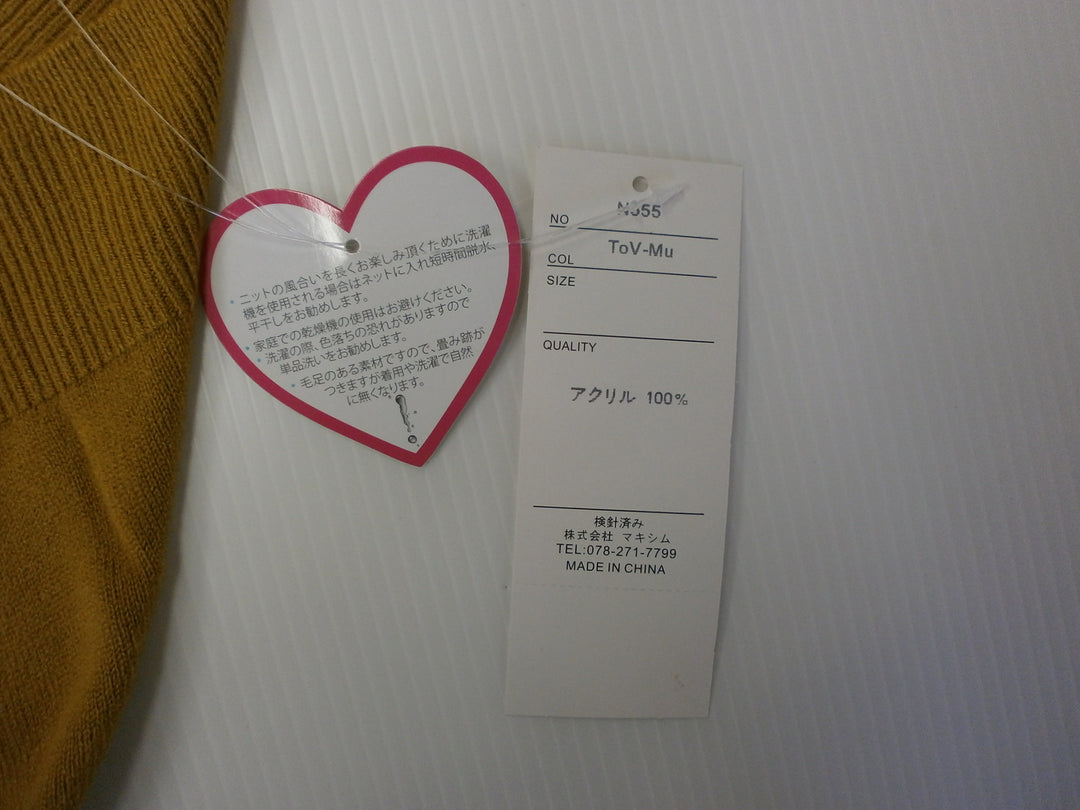 ・ニットの風合いを長くお楽しみ頂くために洗濯
機を使用される場合はネットに入れ短時間脱水、
平干しをお勧めします。
・家庭での乾燥機の使用はお避けください。
・洗濯の際、色落ちの恐れがありますので
単品洗いをお勧めします。
・毛足のある素材ですので、畳み跡が
つきますが着用や洗濯で自然
に無くなります。
NO
COL ToV-Mu
SIZE
QUALITY
アクリル 100%
検針済み
株式会社 マキシム
TEL:078-271-7799
MADE IN CHINA